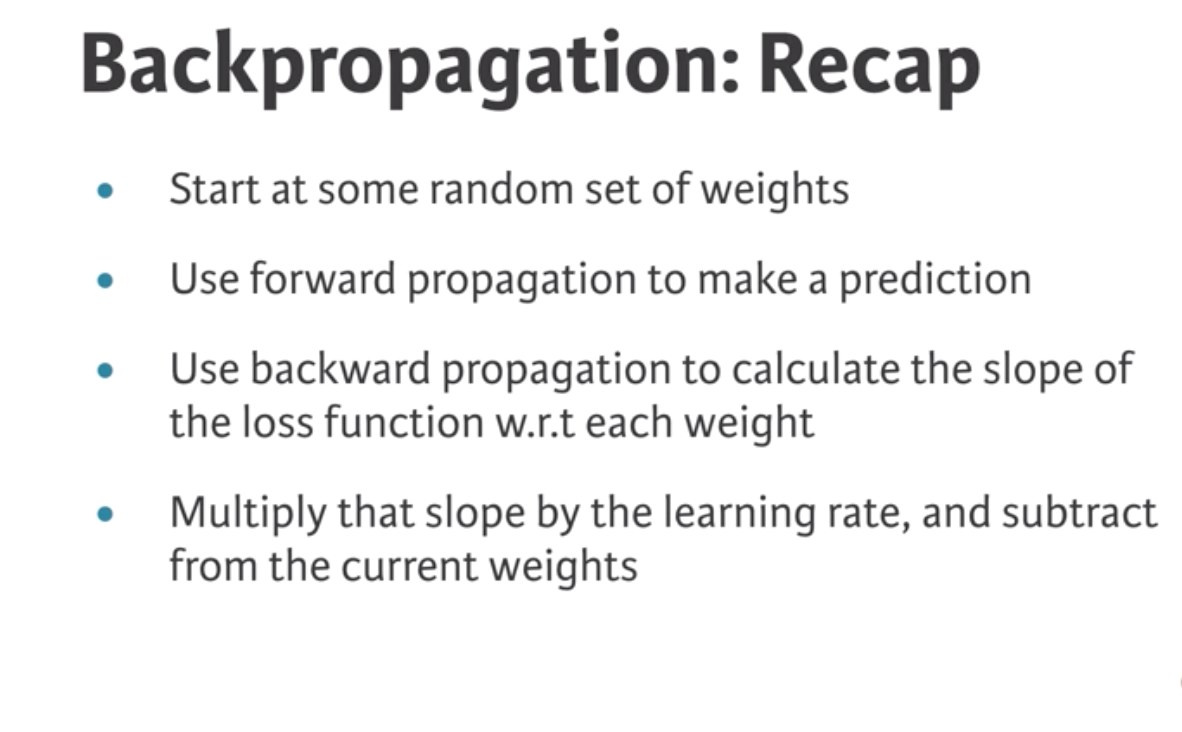 Backpropagation: Recap
• Start at some random set of weights
• Use forward propagation to make a prediction
• Use backward propagation to calculate the slope of
the loss function w.r.t each weight
• Multiply that slope by the learning rate, and subtract
from the current weights